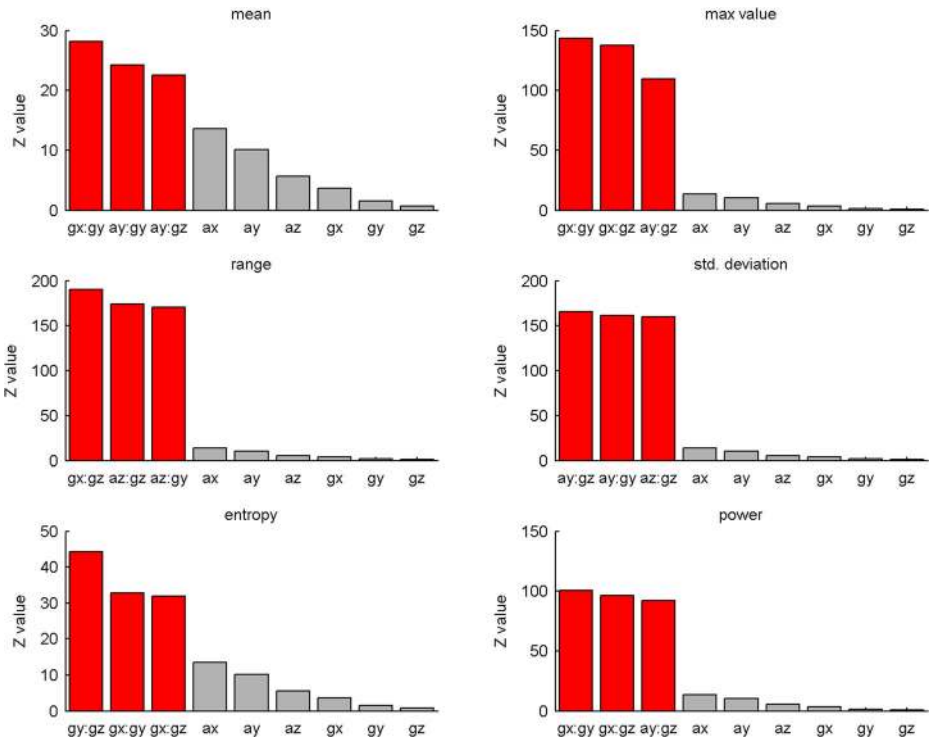 mean
30
20
10
0
Z value
gx:gy ay:gy ay:gz ax ay az gx gy gz
max value
150
100
50
0
Z value
gx:gy gx:gz ay:gz ax ay az gx gy gz
range
200
150
100
50
0
Z value
gx:gz az:gz az:gy ax ay az gx gy gz
std. deviation
200
150
100
50
0
Z value
ay:gz ay:gy az:gz ax ay az gx gy gz
entropy
50
40
30
20
10
0
Z value
gy:gz gx:gy gx:gz ax ay az gx gy gz
power
150
100
50
0
Z value
gx:gy gx:gz ay:gz ax ay az gx gy gz